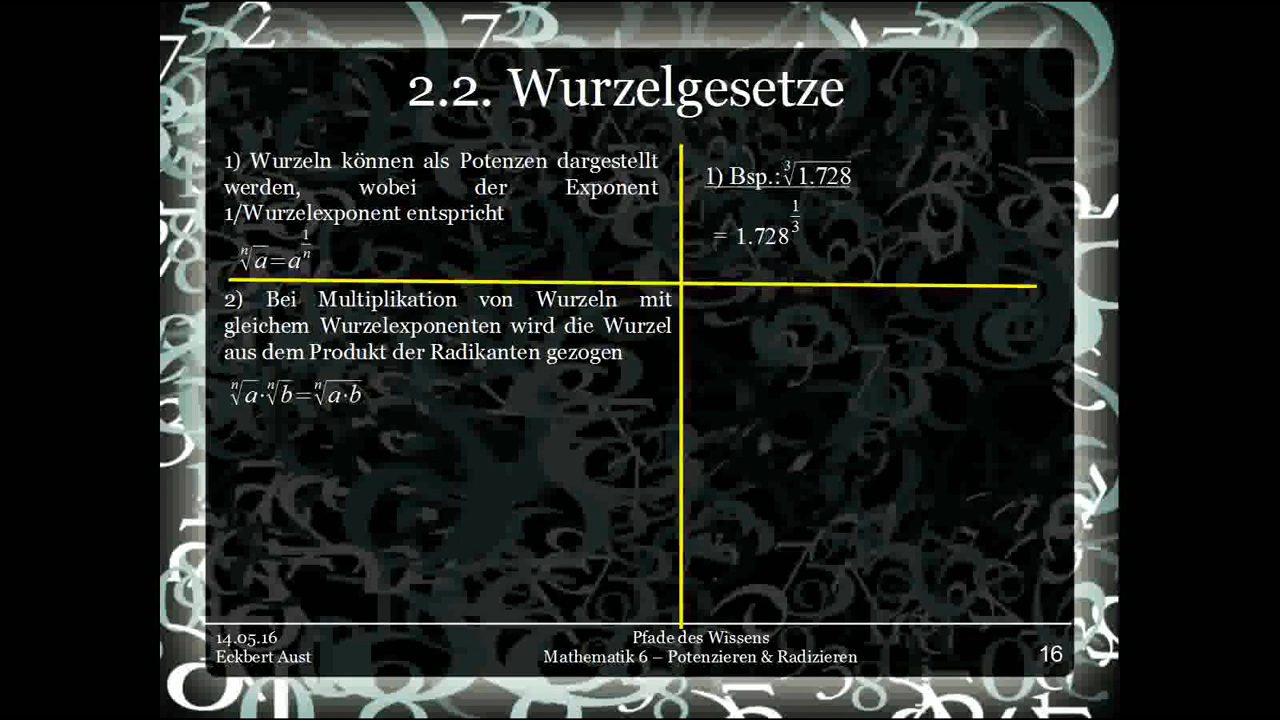 2.2. Wurzelgesetze
1) Wurzeln können als Potenzen dargestellt
werden, wobei der Exponent
1/Wurzelexponent entspricht
ⁿ√a=a^(1/n)
2) Bei Multiplikation von Wurzeln mit
gleichem Wurzelexponenten wird die Wurzel
aus dem Produkt der Radikanten gezogen
ⁿ√a·ⁿ√b=ⁿ√(a·b)
1) Bsp.: ³√1.728
= 1.728^(1/3)
14.05.16
Eckbert Aust
Pfade des Wissens
Mathematik 6 – Potenzieren & Radizieren
16